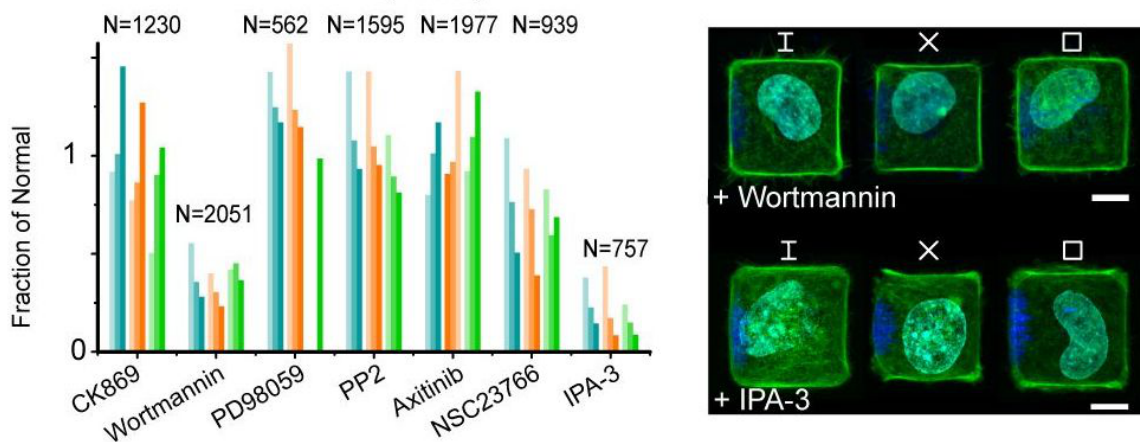 N=1230
N=562
N=1595
N=1977
N=939
N=2051
N=757
1
0
Fraction of Normal
CK869
Wortmannin
PD98059
PP2
Axitinib
NSC23766
IPA-3
+ Wortmannin
+ IPA-3